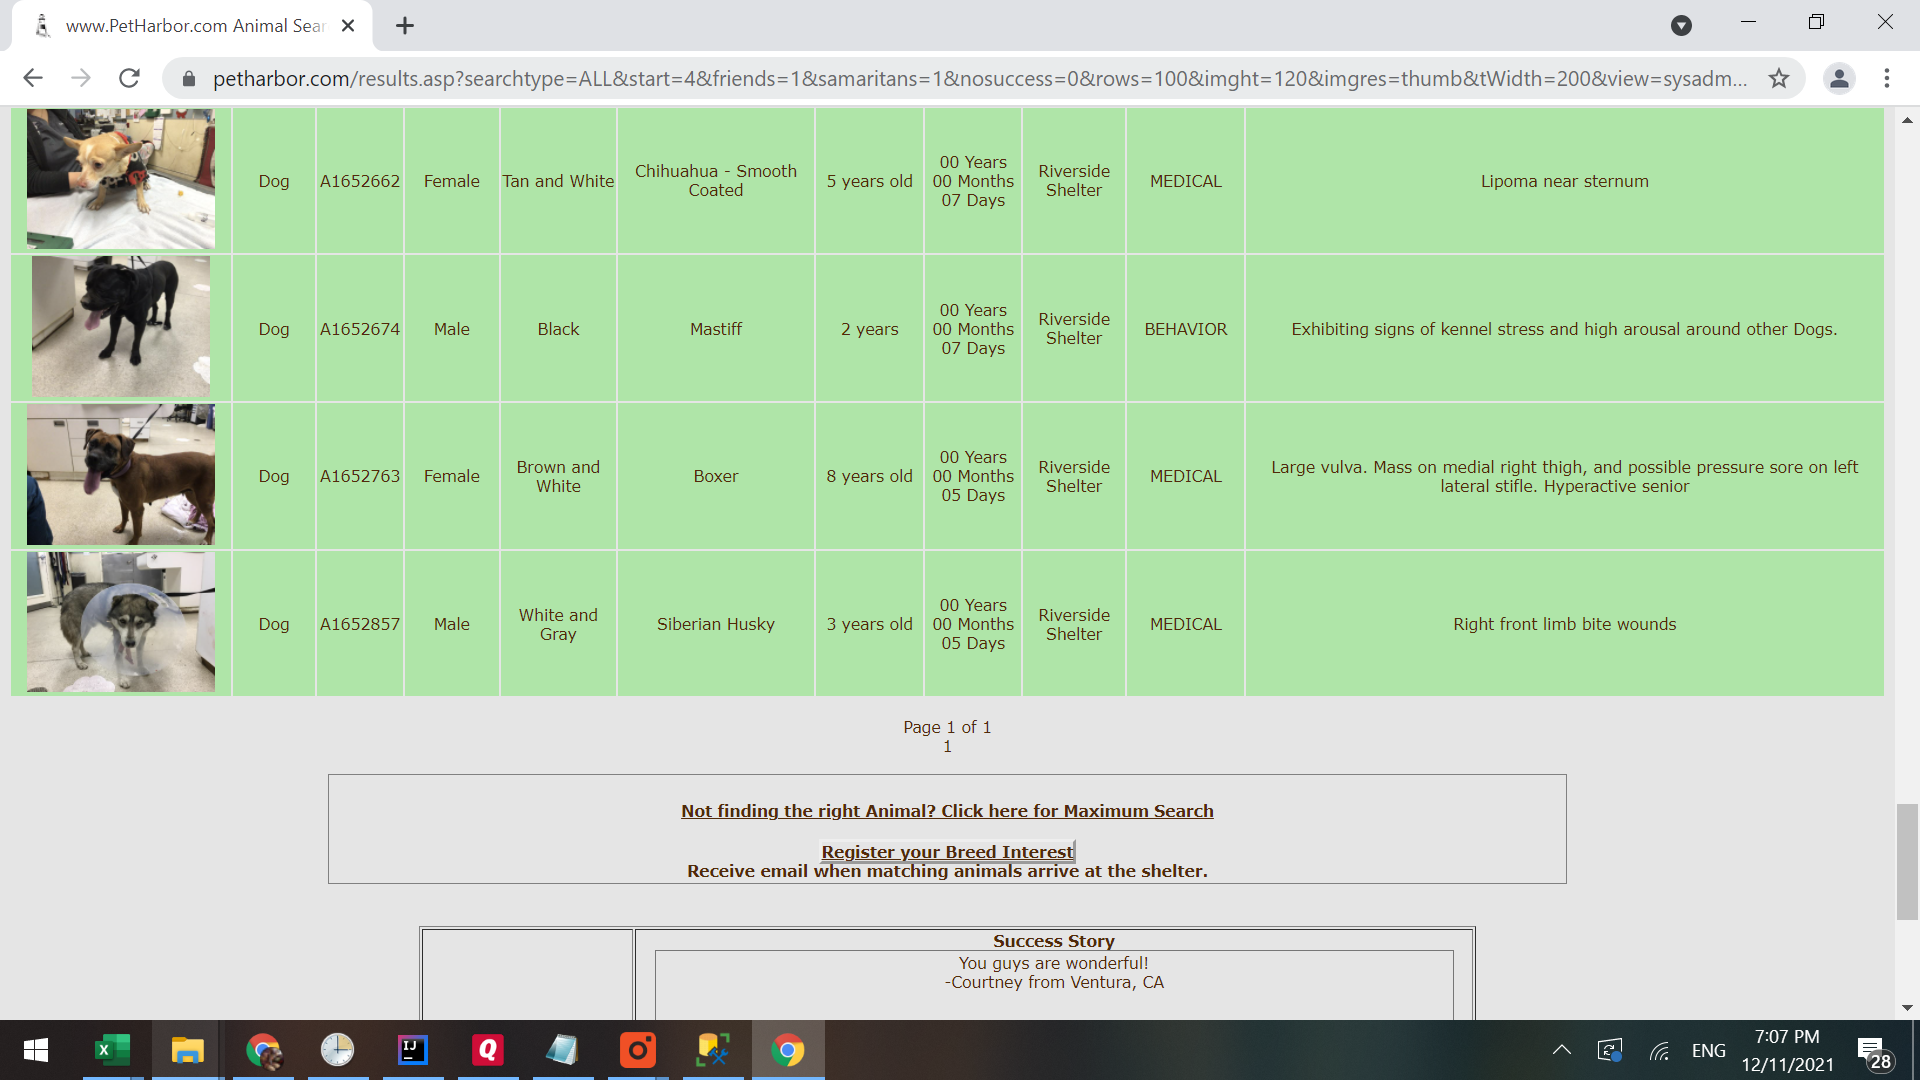 www.PetHarbor.com Animal Sear
petharbor.com/results.asp?searchtype=ALL&start=4&friends=1&samaritans=1&nosuccess=0&rows=100&imght=120&imgres=thumb&tWidth=200&view=sysadm...
Dog A1652662 Female Tan and White Chihuahua - Smooth Coated 5 years old 00 Years 00 Months 07 Days Riverside Shelter MEDICAL Lipoma near sternum
Dog A1652674 Male Black Mastiff 2 years 00 Years 00 Months 07 Days Riverside Shelter BEHAVIOR Exhibiting signs of kennel stress and high arousal around other Dogs.
Dog A1652763 Female Brown and White Boxer 8 years old 00 Years 00 Months 05 Days Riverside Shelter MEDICAL Large vulva. Mass on medial right thigh, and possible pressure sore on left lateral stifle. Hyperactive senior
Dog A1652857 Male White and Gray Siberian Husky 3 years old 00 Years 00 Months 05 Days Riverside Shelter MEDICAL Right front limb bite wounds
Page 1 of 1
1
Not finding the right Animal? Click here for Maximum Search
Register your Breed Interest
Receive email when matching animals arrive at the shelter.
Success Story
You guys are wonderful!
-Courtney from Ventura, CA
X
IJ
Q
ENG
7:07 PM
12/11/2021
28